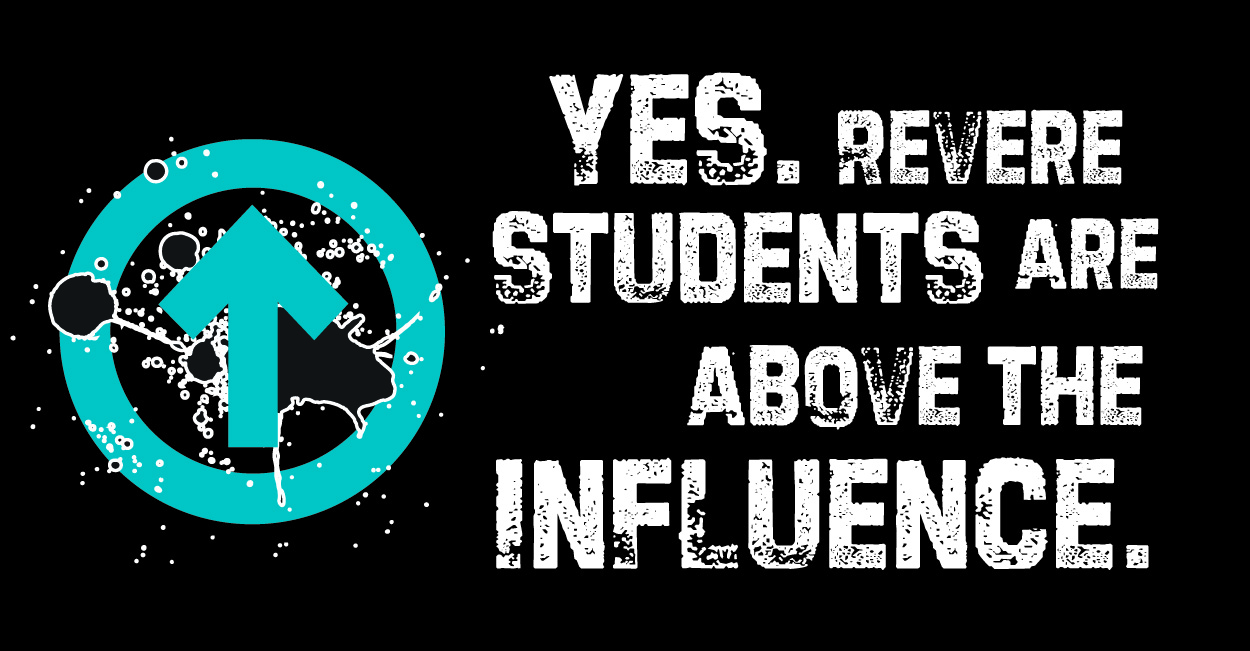 YES. REVERE
STUDENTS ARE
ABOVE THE
INFLUENCE.